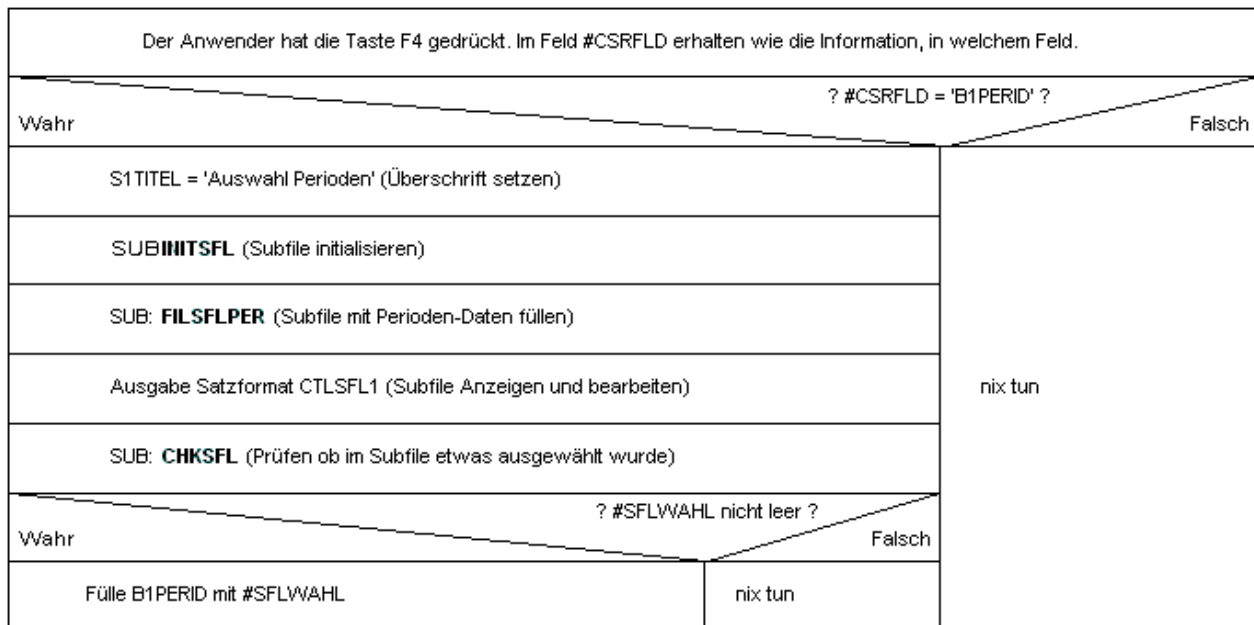 Der Anwender hat die Taste F4 gedrückt. Im Feld #CSRFLD erhalten wie die Information, in welchem Feld.
? #CSRFLD = 'B1PERID' ?
Wahr
Falsch
S1TITEL = 'Auswahl Perioden' (Überschrift setzen)
SUBINITSFL (Subfile initialisieren)
SUB: FILSFLPER (Subfile mit Perioden-Daten füllen)
Ausgabe Satzformat CTLSFL1 (Subfile Anzeigen und bearbeiten)
nix tun
SUB: CHKSFL (Prüfen ob im Subfile etwas ausgewählt wurde)
? #SFLWAHL nicht leer ?
Wahr
Falsch
Fülle B1PERID mit #SFLWAHL
nix tun